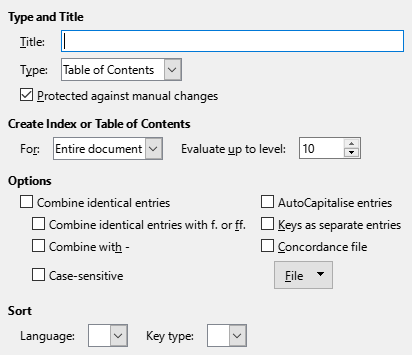 Type and Title
Title:
Type: Table of Contents
Protected against manual changes
Create Index or Table of Contents
For: Entire document Evaluate up to level: 10
Options
Combine identical entries AutoCapitalise entries
Combine identical entries with f. or ff. Keys as separate entries
Combine with - Concordance file
Case-sensitive File
Sort
Language: Key type: